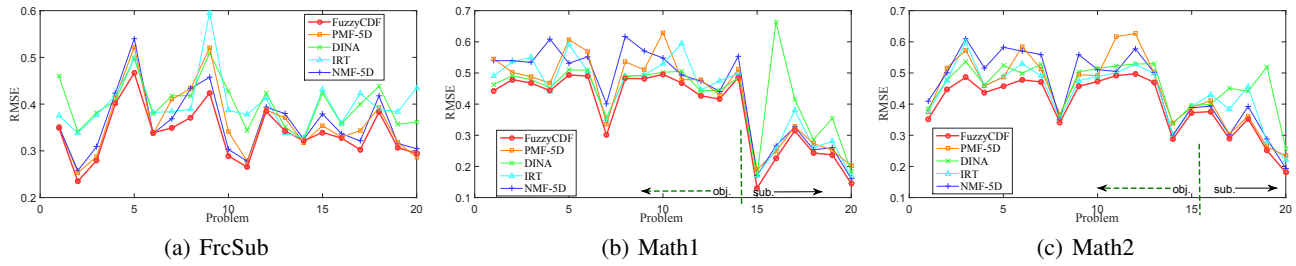 0.6
0.5
0.4
0.3
0.2
RMSE
FuzzyCDF
PMF-5D
DINA
IRT
NMF-5D
0 5 10 15 20
Problem
(a) FrcSub
0.7
0.6
0.5
0.4
0.3
0.2
0.1
RMSE
FuzzyCDF
PMF-5D
DINA
IRT
NMF-5D
obj. sub.
0 5 10 15 20
Problem
(b) Math1
0.7
0.6
0.5
0.4
0.3
0.2
0.1
RMSE
FuzzyCDF
PMF-5D
DINA
IRT
NMF-5D
obj. sub.
0 5 10 15 20
Problem
(c) Math2